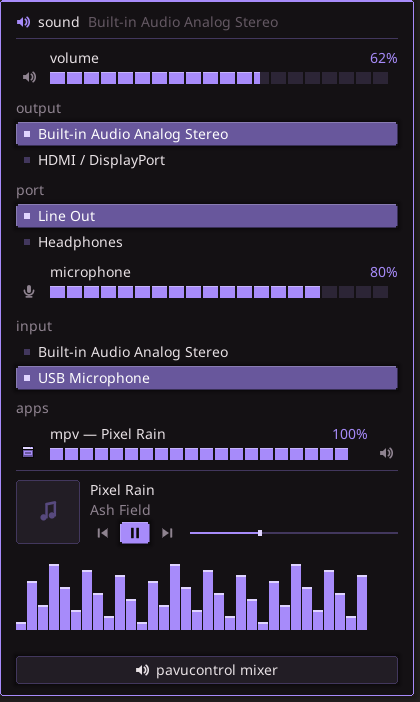 sound Built-in Audio Analog Stereo
volume 62%
output
Built-in Audio Analog Stereo
HDMI / DisplayPort
port
Line Out
Headphones
microphone 80%
input
Built-in Audio Analog Stereo
USB Microphone
apps
mpv — Pixel Rain 100%
Pixel Rain
Ash Field
pavucontrol mixer